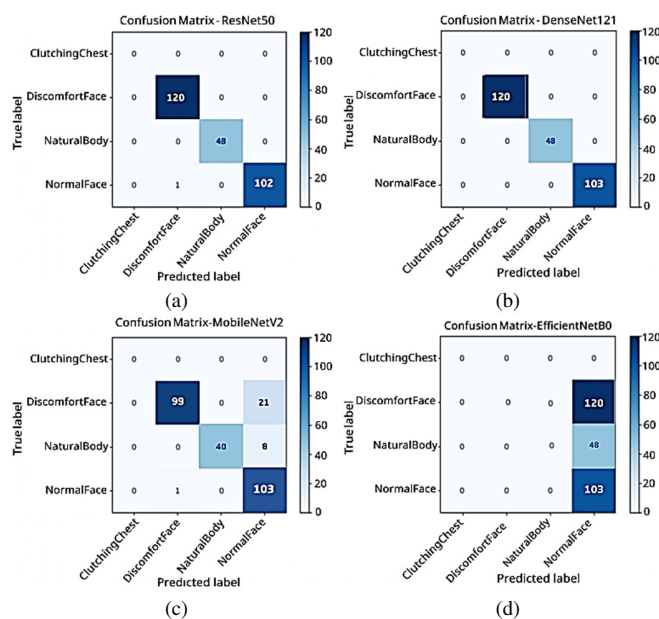 Confusion Matrix - ResNet50
True label
ClutchingChest 0 0 0 0
DiscomfortFace 0 120 0 0
NaturalBody 0 0 48 0
NormalFace 0 1 0 102
ClutchingChest DiscomfortFace NaturalBody NormalFace
Predicted label
120
100
80
60
40
20
0
(a)
Confusion Matrix - DenseNet121
True label
ClutchingChest 0 0 0 0
DiscomfortFace 0 120 0 0
NaturalBody 0 0 48 0
NormalFace 0 0 0 103
ClutchingChest DiscomfortFace NaturalBody NormalFace
Predicted label
120
100
80
60
40
20
0
(b)
Confusion Matrix-MobileNetV2
True label
ClutchingChest 0 0 0 0
DiscomfortFace 0 99 0 21
NaturalBody 0 0 40 8
NormalFace 0 1 0 103
ClutchingChest DiscomfortFace NaturalBody NormalFace
Predicted label
120
100
80
60
40
20
0
(c)
Confusion Matrix-EfficientNetB0
True label
ClutchingChest 0 0 0 0
DiscomfortFace 0 0 0 120
NaturalBody 0 0 0 48
NormalFace 0 0 0 103
ClutchingChest DiscomfortFace NaturalBody NormalFace
Predicted label
120
100
80
60
40
20
0
(d)